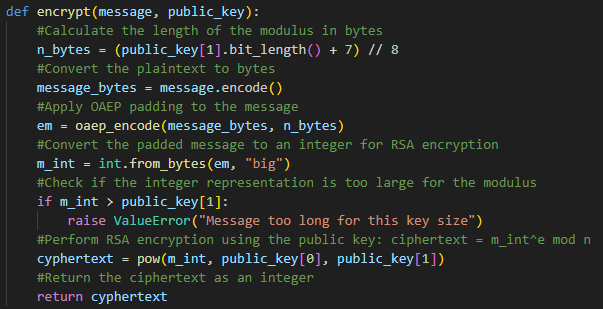 def encrypt(message, public_key):
    #Calculate the length of the modulus in bytes
    n_bytes = (public_key[1].bit_length() + 7) // 8
    #Convert the plaintext to bytes
    message_bytes = message.encode()
    #Apply OAEP padding to the message
    em = oaep_encode(message_bytes, n_bytes)
    #Convert the padded message to an integer for RSA encryption
    m_int = int.from_bytes(em, "big")
    #Check if the integer representation is too large for the modulus
    if m_int > public_key[1]:
        raise ValueError("Message too long for this key size")
    #Perform RSA encryption using the public key: ciphertext = m_int^e mod n
    cyphertext = pow(m_int, public_key[0], public_key[1])
    #Return the ciphertext as an integer
    return cyphertext